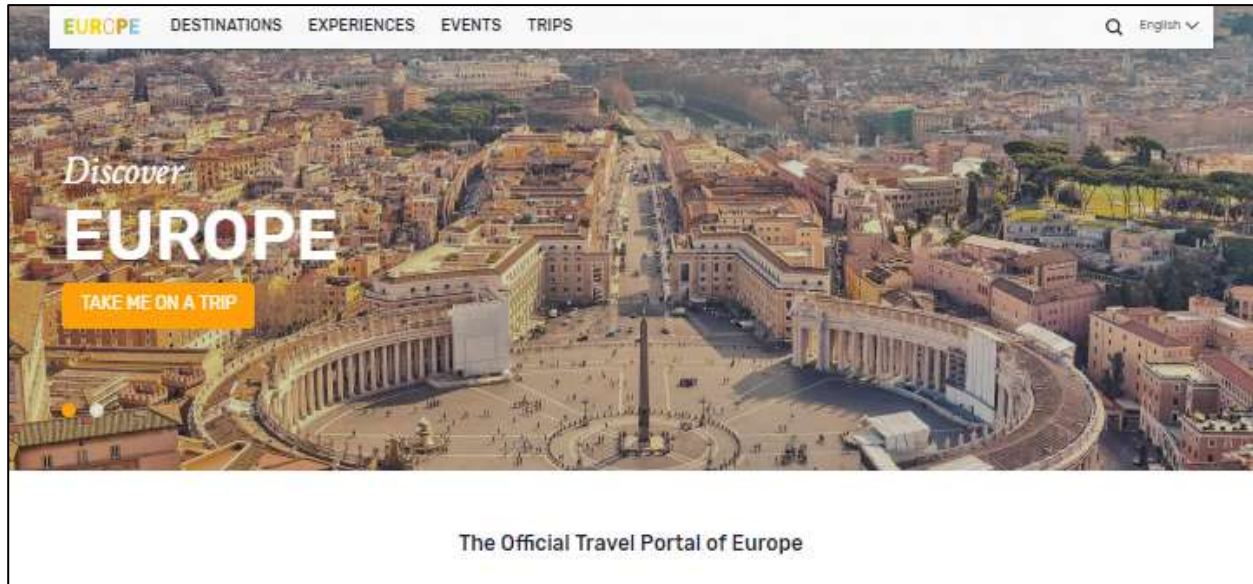 EUROPE DESTINATIONS EXPERIENCES EVENTS TRIPS English
Discover
EUROPE
TAKE ME ON A TRIP
The Official Travel Portal of Europe